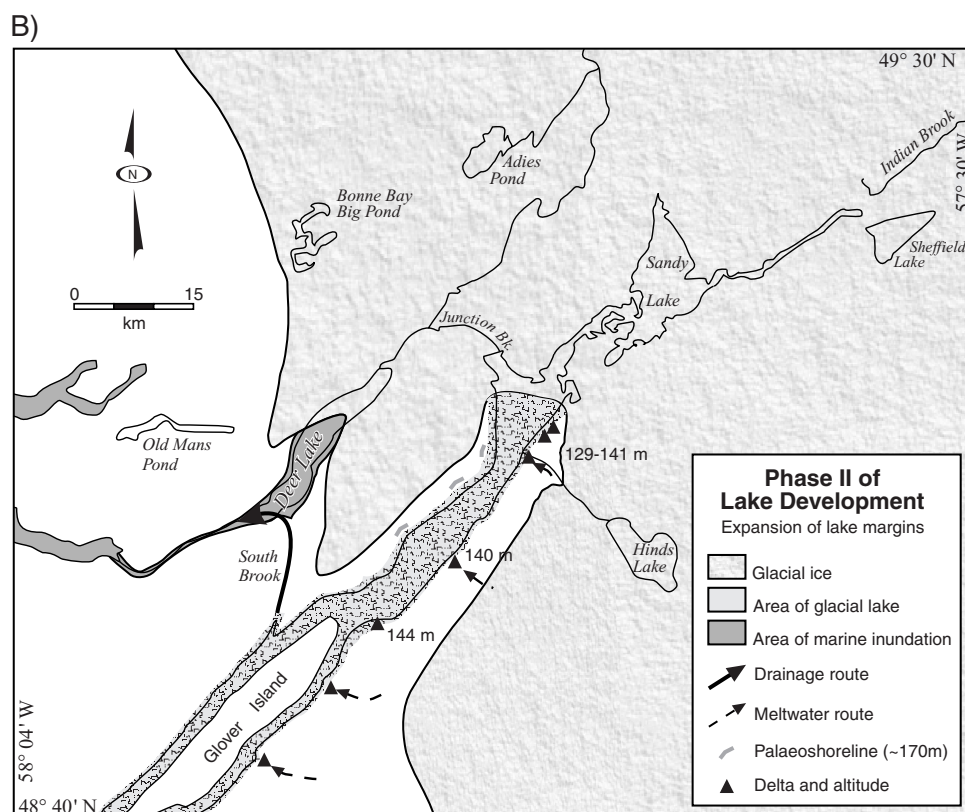 B)
49° 30' N
57° 30' W
Indian Brook
Adies
Pond
Bonne Bay
Big Pond
N
Sheffield
Lake
Sandy
Lake
0 15
km
Junction Bk.
Old Mans
Pond
Deer Lake
129-141 m
South
Brook
140 m
Hinds
Lake
144 m
Glover Island
58° 04' W
48° 40' N
Phase II of
Lake Development
Expansion of lake margins
Glacial ice
Area of glacial lake
Area of marine inundation
Drainage route
Meltwater route
Palaeoshoreline (~170m)
Delta and altitude